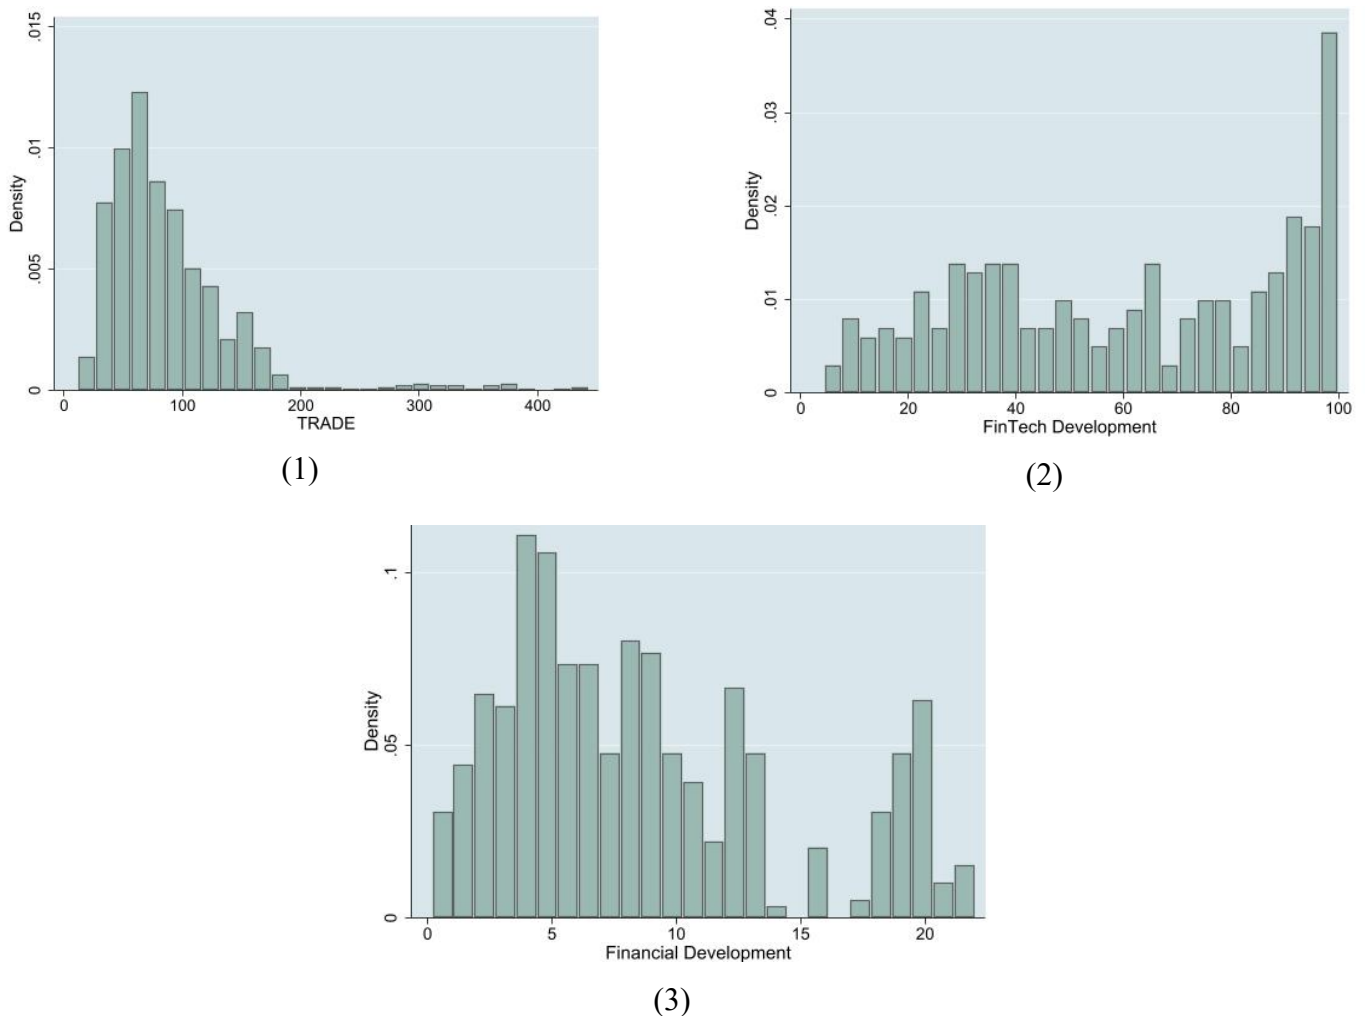 .015
.01
.005
0
Density
0 100 200 300 400
TRADE
(1)
.04
.03
.02
.01
0
Density
0 20 40 60 80 100
FinTech Development
(2)
.1
.05
0
Density
0 5 10 15 20
Financial Development
(3)